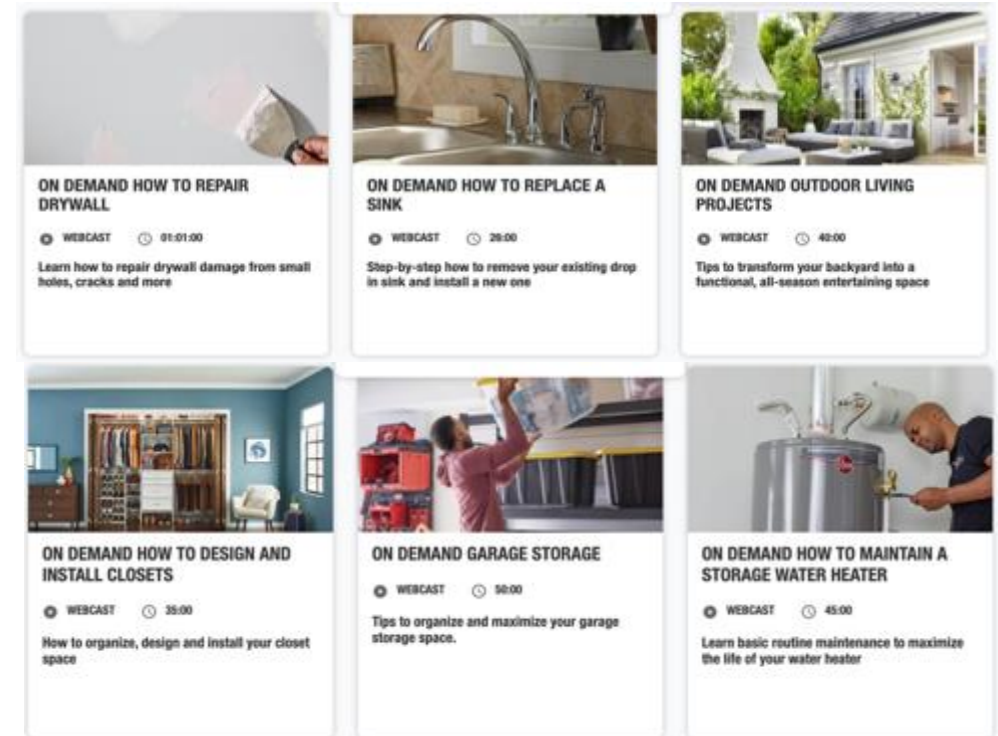 ON DEMAND HOW TO REPAIR
DRYWALL
WEBCAST 01:01:00
Learn how to repair drywall damage from small
holes, cracks and more
ON DEMAND HOW TO REPLACE A
SINK
WEBCAST 26:00
Step-by-step how to remove your existing drop
in sink and install a new one
ON DEMAND OUTDOOR LIVING
PROJECTS
WEBCAST 40:00
Tips to transform your backyard into a
functional, all-season entertaining space
ON DEMAND HOW TO DESIGN AND
INSTALL CLOSETS
WEBCAST 35:00
How to organize, design and install your closet
space
ON DEMAND GARAGE STORAGE
WEBCAST 50:00
Tips to organize and maximize your garage
storage space.
ON DEMAND HOW TO MAINTAIN A
STORAGE WATER HEATER
WEBCAST 45:00
Learn basic routine maintenance to maximize
the life of your water heater